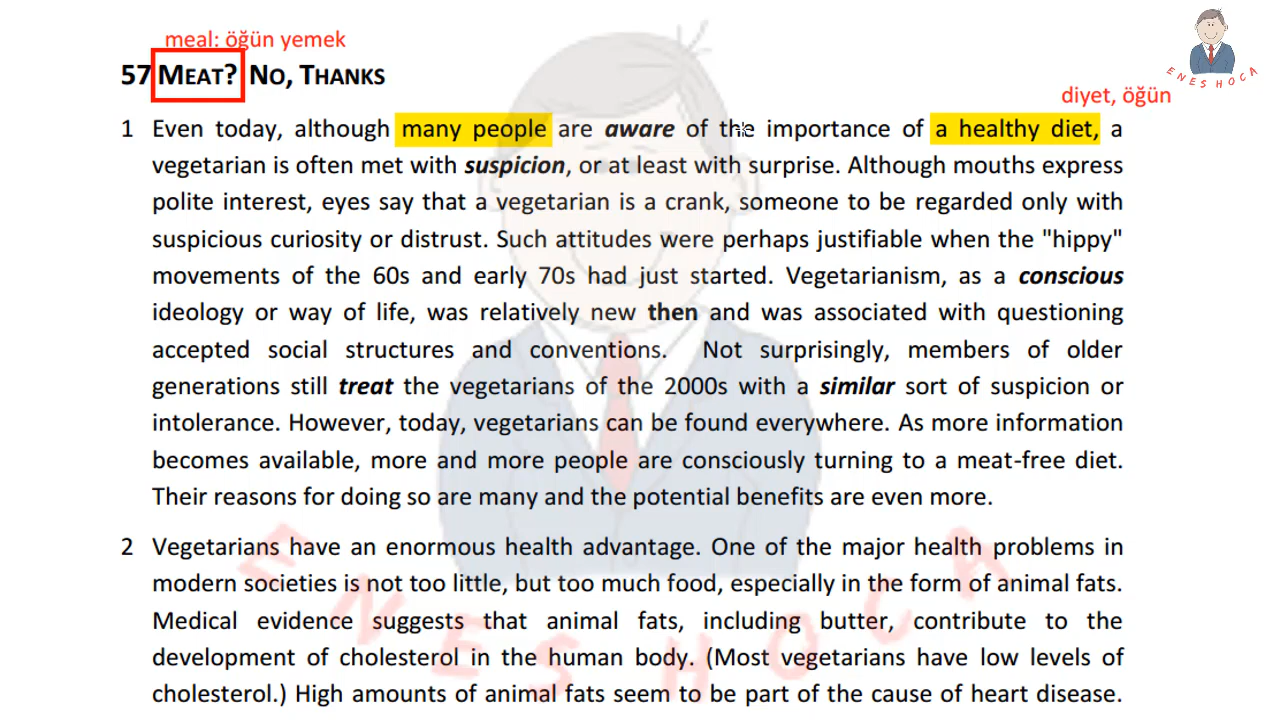 meal: öğün yemek
57 MEAT? NO, THANKS
diyet, öğün
ENES HOCA
1 Even today, although many people are aware of the importance of a healthy diet, a
vegetarian is often met with suspicion, or at least with surprise. Although mouths express
polite interest, eyes say that a vegetarian is a crank, someone to be regarded only with
suspicious curiosity or distrust. Such attitudes were perhaps justifiable when the "hippy"
movements of the 60s and early 70s had just started. Vegetarianism, as a conscious
ideology or way of life, was relatively new then and was associated with questioning
accepted social structures and conventions. Not surprisingly, members of older
generations still treat the vegetarians of the 2000s with a similar sort of suspicion or
intolerance. However, today, vegetarians can be found everywhere. As more information
becomes available, more and more people are consciously turning to a meat-free diet.
Their reasons for doing so are many and the potential benefits are even more.
2 Vegetarians have an enormous health advantage. One of the major health problems in
modern societies is not too little, but too much food, especially in the form of animal fats.
Medical evidence suggests that animal fats, including butter, contribute to the
development of cholesterol in the human body. (Most vegetarians have low levels of
cholesterol.) High amounts of animal fats seem to be part of the cause of heart disease.
ENES HOCA